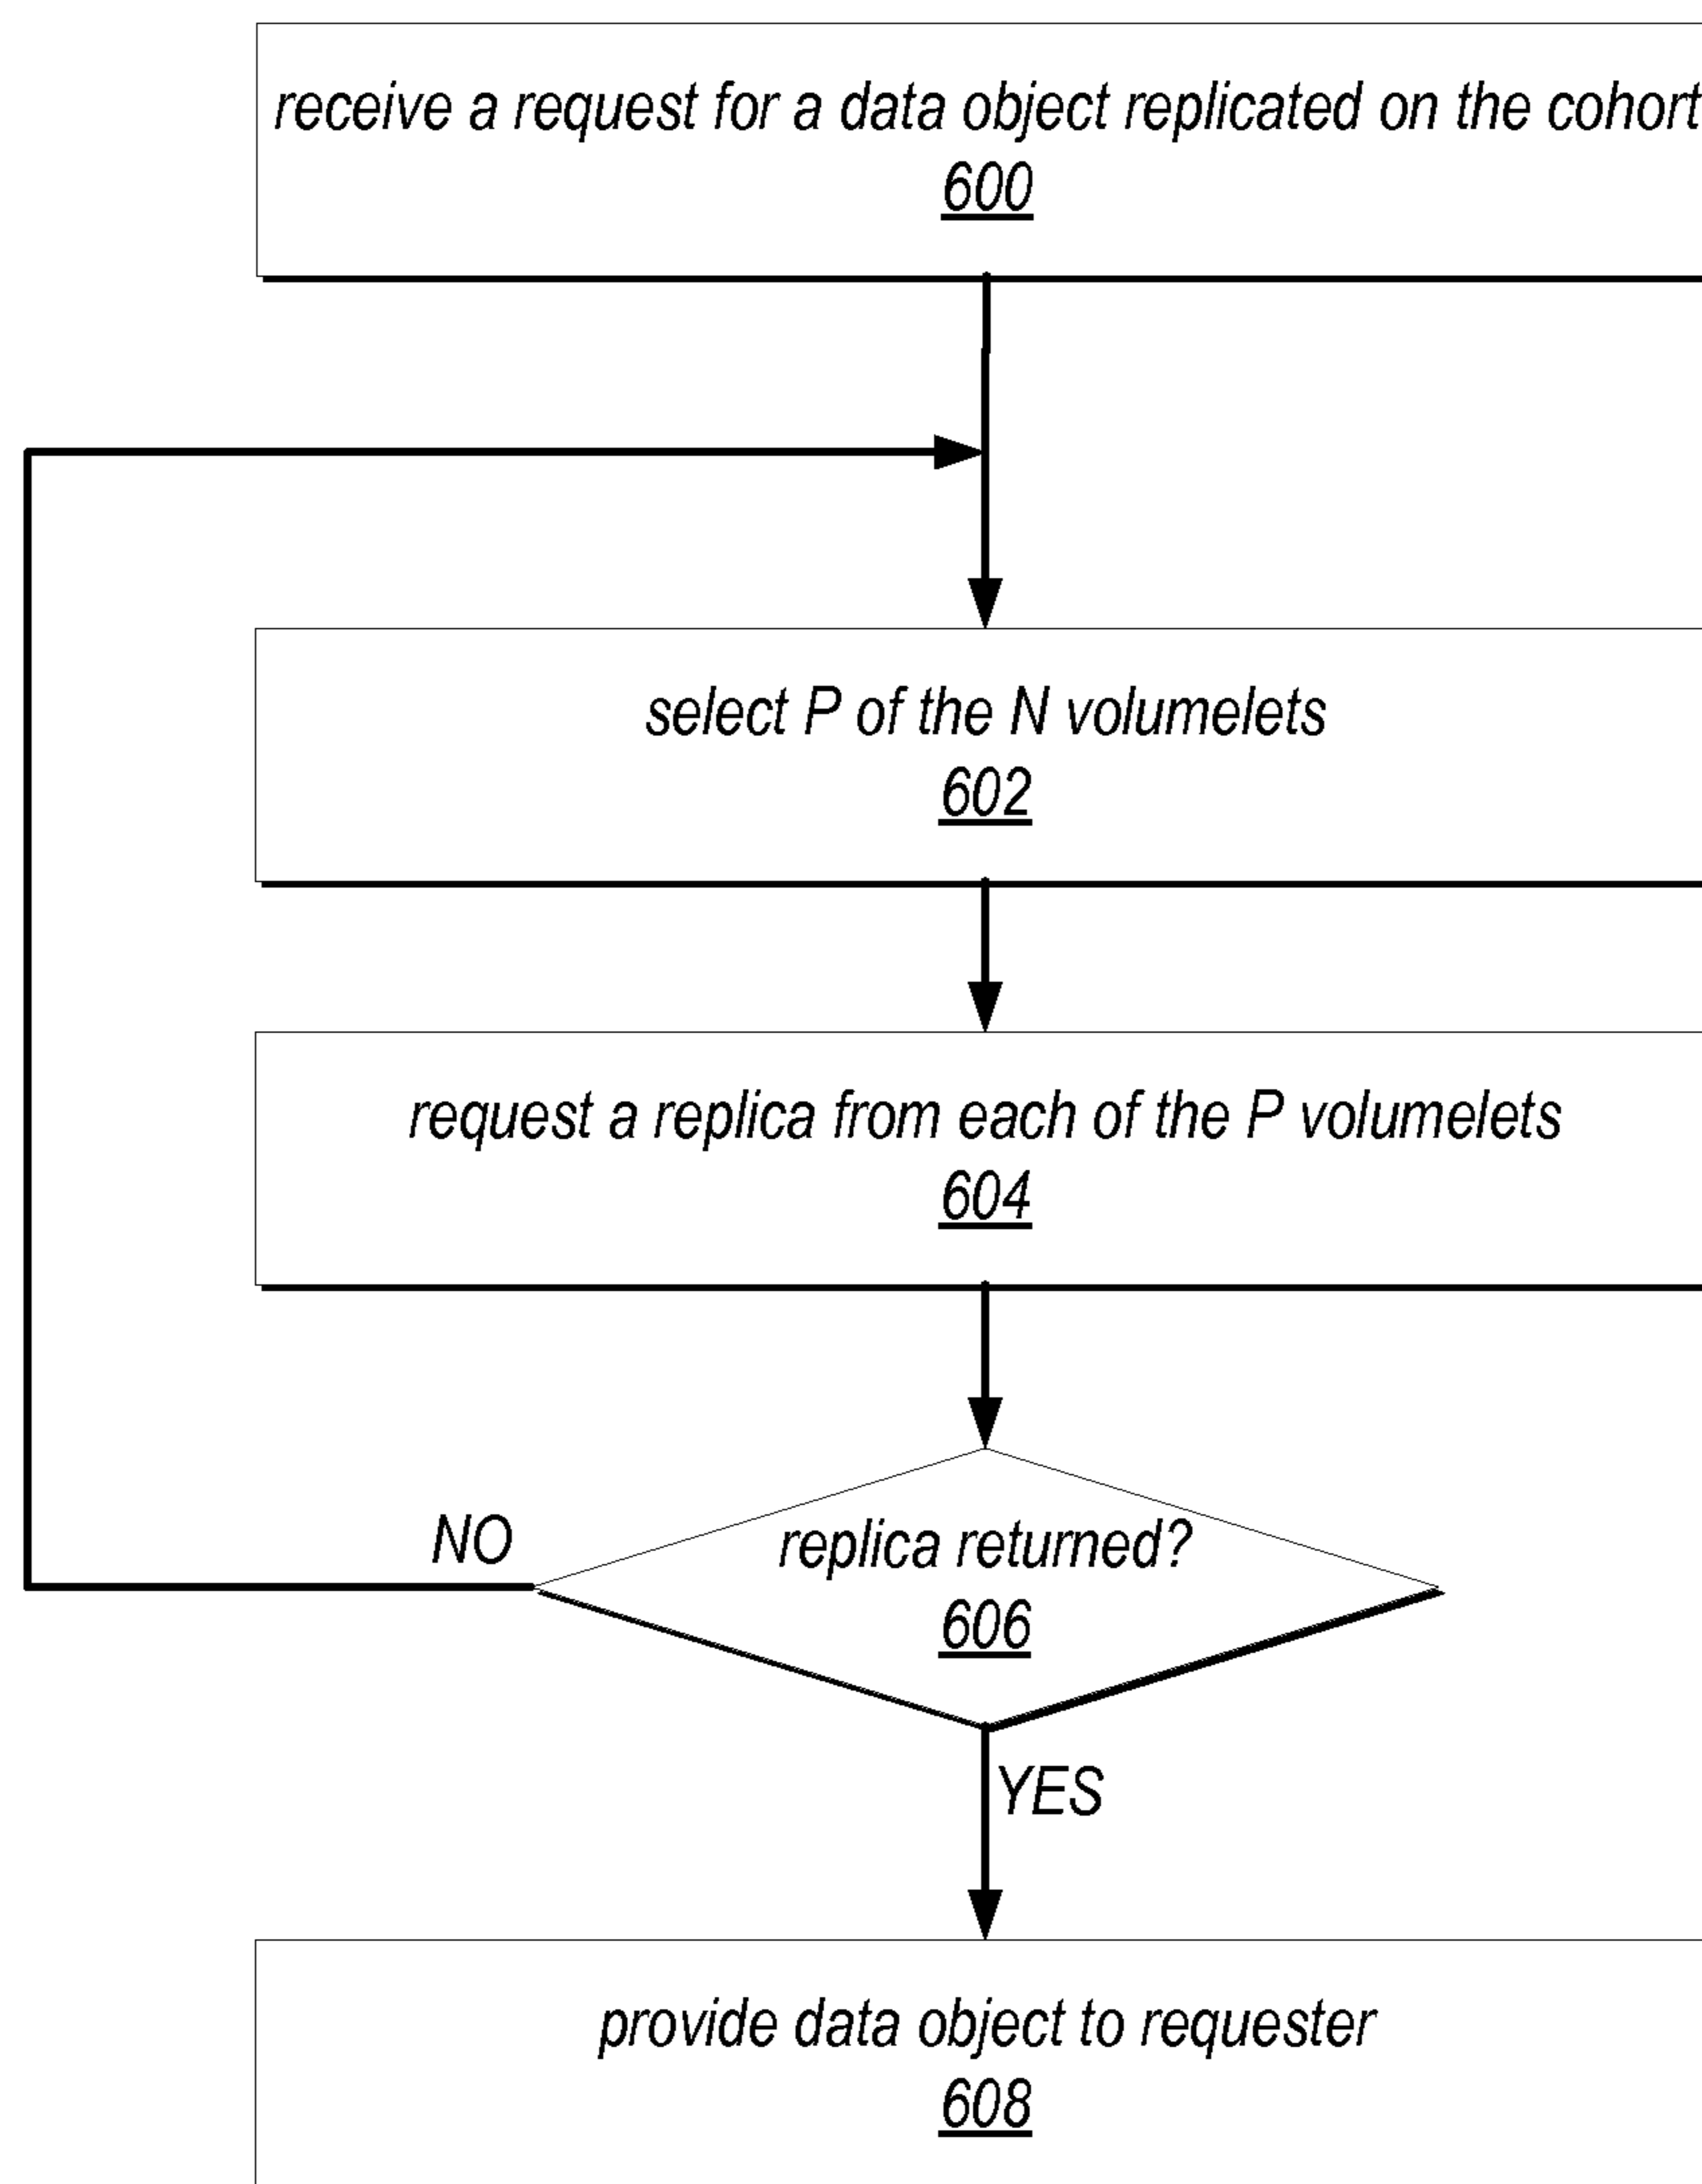 receive a request for a data object replicated on the cohort
600
select P of the N volumelets
602
request a replica from each of the P volumelets
604
NO
replica returned?
606
YES
provide data object to requester
608